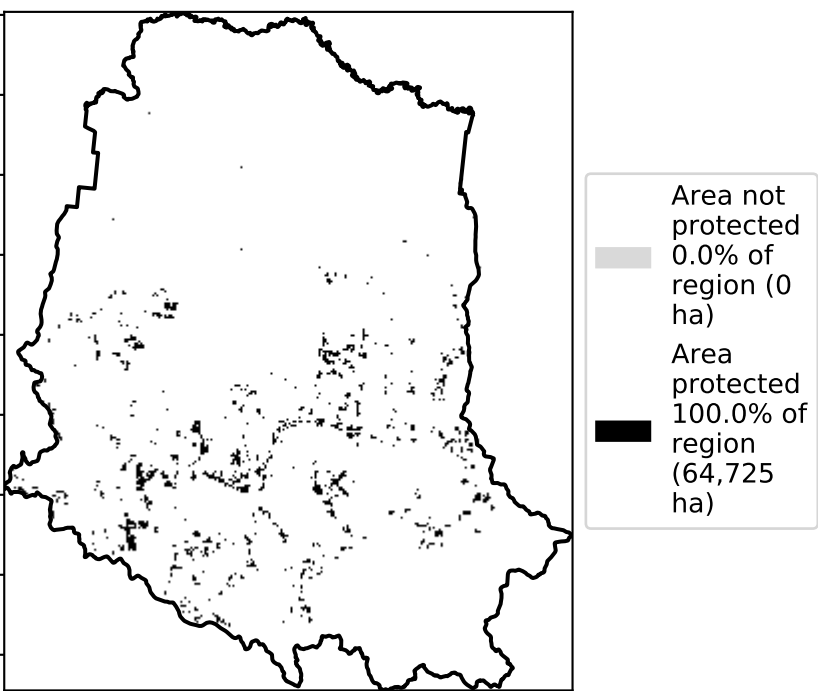 Area not
protected
0.0% of
region (0
ha)
Area
protected
100.0% of
region
(64,725
ha)